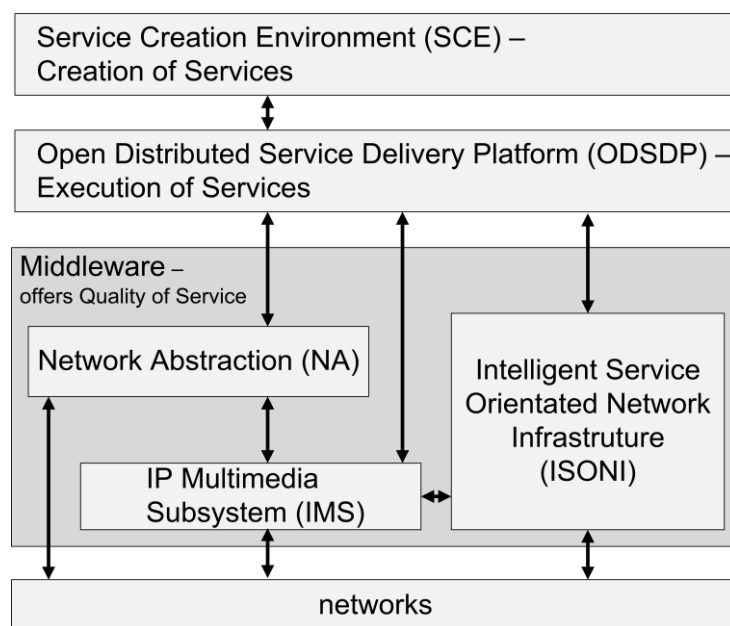 Service Creation Environment (SCE) –
Creation of Services
Open Distributed Service Delivery Platform (ODSDP) –
Execution of Services
Middleware –
offers Quality of Service
Network Abstraction (NA)
Intelligent Service
Orientated Network
Infrastruture
(ISONI)
IP Multimedia
Subsystem (IMS)
networks